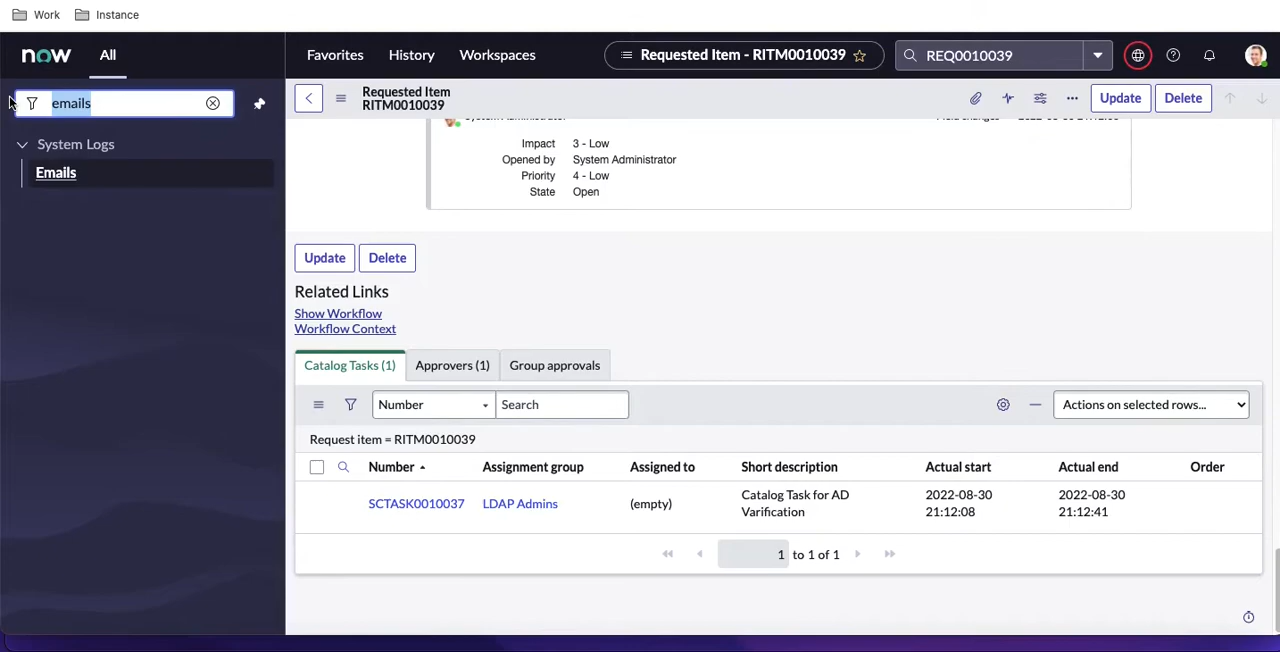 Work
Instance
now
All
Favorites
History
Workspaces
Requested Item - RITM0010039
REQ0010039
emails
Requested Item
RITM0010039
Update
Delete
System Logs
Emails
Impact 3 - Low
Opened by System Administrator
Priority 4 - Low
State Open
Update
Delete
Related Links
Show Workflow
Workflow Context
Catalog Tasks (1)
Approvers (1)
Group approvals
Number
Search
Actions on selected rows...
Request item = RITM0010039
Number
Assignment group
Assigned to
Short description
Actual start
Actual end
Order
SCTASK0010037
LDAP Admins
(empty)
Catalog Task for AD
Varification
2022-08-30
21:12:08
2022-08-30
21:12:41
1 to 1 of 1